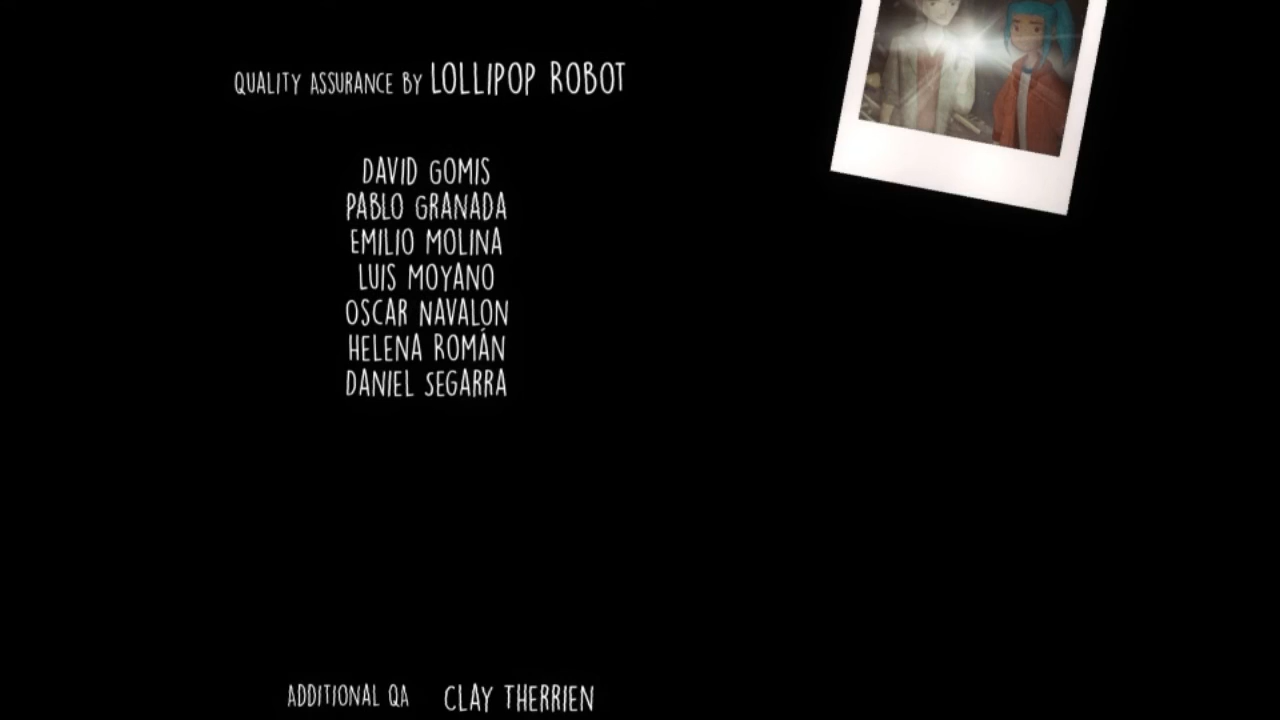 QUALITY ASSURANCE BY LOLLIPOP ROBOT
DAVID GOMIS
PABLO GRANADA
EMILIO MOLINA
LUIS MOYANO
OSCAR NAVALON
HELENA ROMÁN
DANIEL SEGARRA
ADDITIONAL QA CLAY THERRIEN